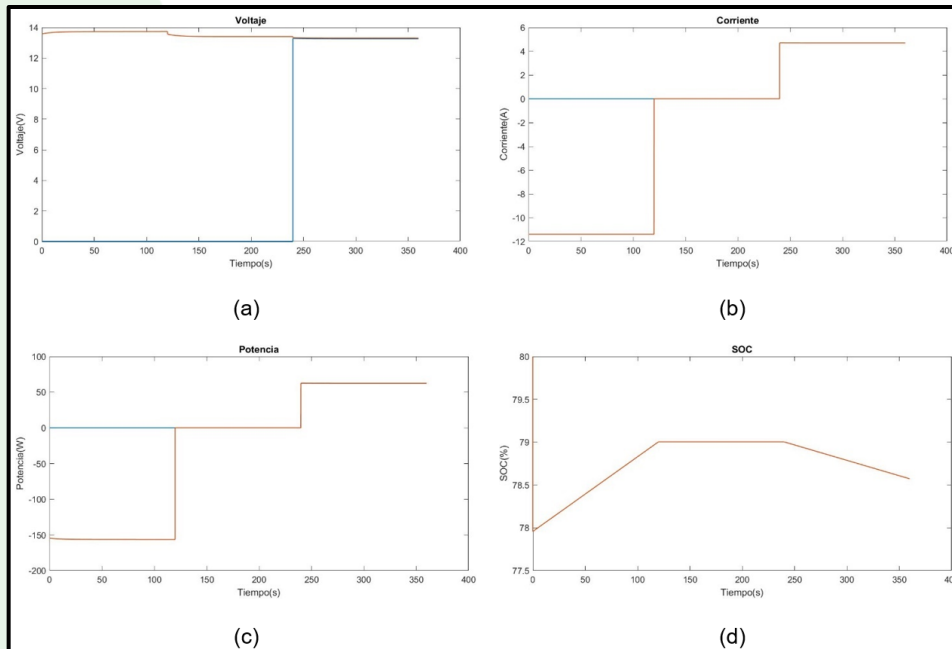 Voltaje
Voltaje(V)
14
12
10
8
6
4
2
0
0 50 100 150 200 250 300 350 400
Tiempo(s)
(a)
Corriente
Corriente(A)
6
4
2
0
-2
-4
-6
-8
-10
-12
0 50 100 150 200 250 300 350 400
Tiempo(s)
(b)
Potencia
Potencia(W)
100
50
0
-50
-100
-150
-200
0 50 100 150 200 250 300 350 400
Tiempo(s)
(c)
SOC
SOC(%)
80
79.5
79
78.5
78
77.5
0 50 100 150 200 250 300 350 400
Tiempo(s)
(d)